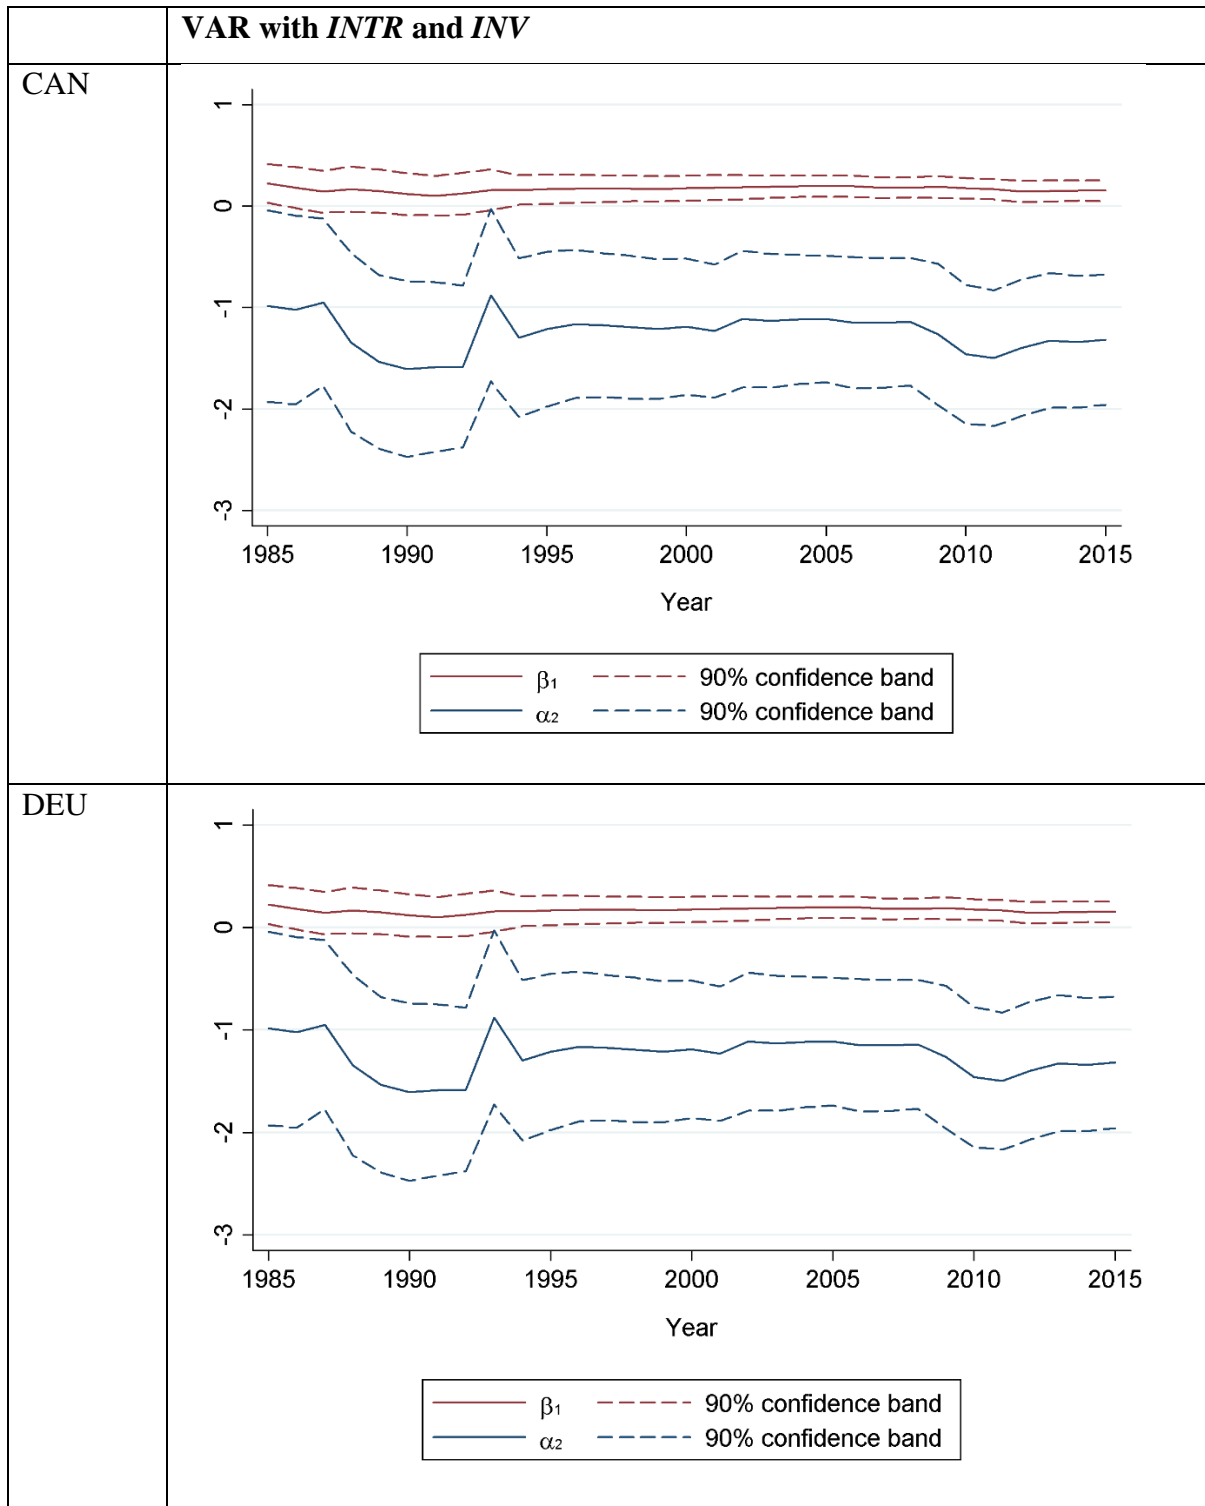 VAR with INTR and INV
CAN
1
0
-1
-2
-3
1985 1990 1995 2000 2005 2010 2015
Year
β₁ 90% confidence band
α₂ 90% confidence band
DEU
1
0
-1
-2
-3
1985 1990 1995 2000 2005 2010 2015
Year
β₁ 90% confidence band
α₂ 90% confidence band